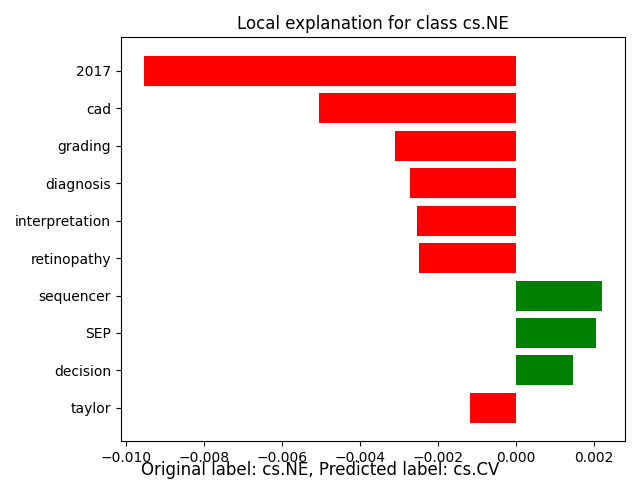 Local explanation for class cs.NE
2017
cad
grading
diagnosis
interpretation
retinopathy
sequencer
SEP
decision
taylor
−0.010 −0.008 −0.006 −0.004 −0.002 0.000 0.002
Original label: cs.NE, Predicted label: cs.CV